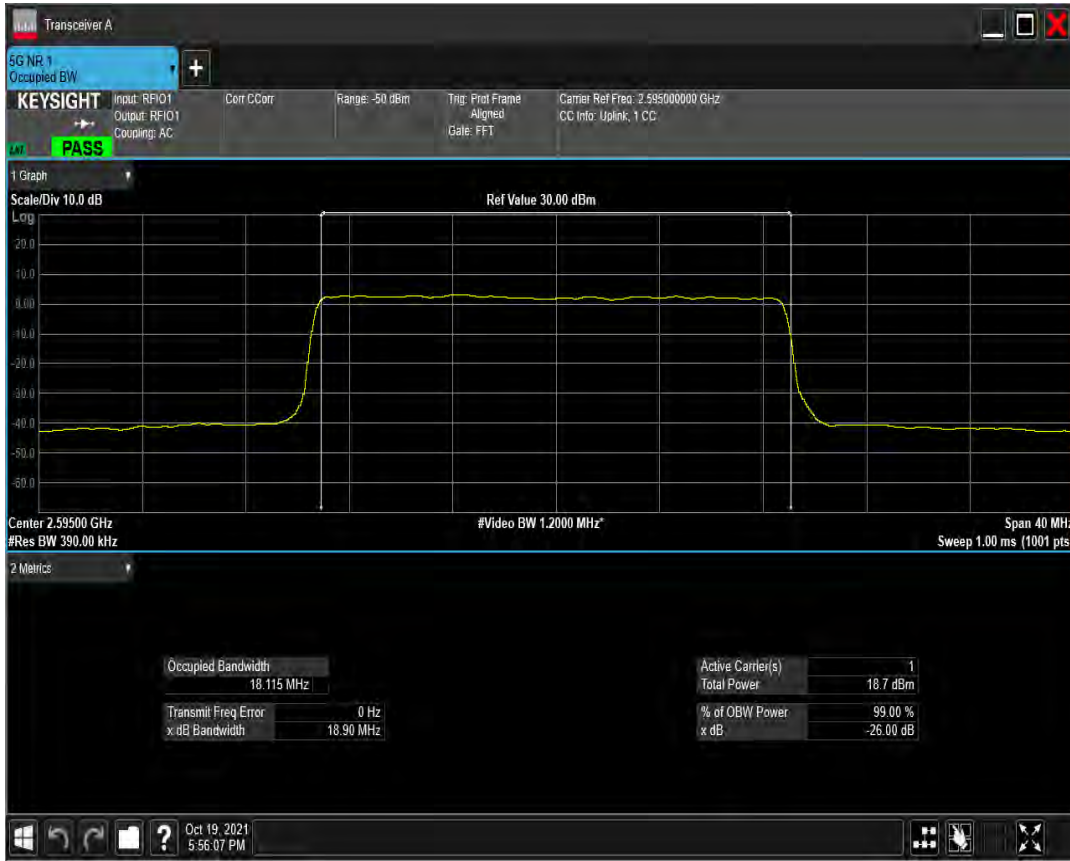 Transceiver A
5G NR 1
Occupied BW
+
KEYSIGHT
PASS
Input: RFIO1
Output: RFIO1
Coupling: AC
Corr CCorr
Range: -50 dBm
Trig: Prot Frame
Aligned
Gate: FFT
Carrier Ref Freq: 2.595000000 GHz
CC Info: Uplink, 1 CC
1 Graph
Scale/Div 10.0 dB
Ref Value 30.00 dBm
Log
20.0
10.0
0.00
-10.0
-20.0
-30.0
-40.0
-50.0
-60.0
Center 2.59500 GHz
#Video BW 1.2000 MHz*
Span 40 MHz
#Res BW 390.00 kHz
Sweep 1.00 ms (1001 pts
2 Metrics
Occupied Bandwidth
18.115 MHz
Transmit Freq Error 0 Hz
x dB Bandwidth 18.90 MHz
Active Carrier(s) 1
Total Power 18.7 dBm
% of OBW Power 99.00 %
x dB -26.00 dB
?
Oct 19, 2021
5:56:07 PM